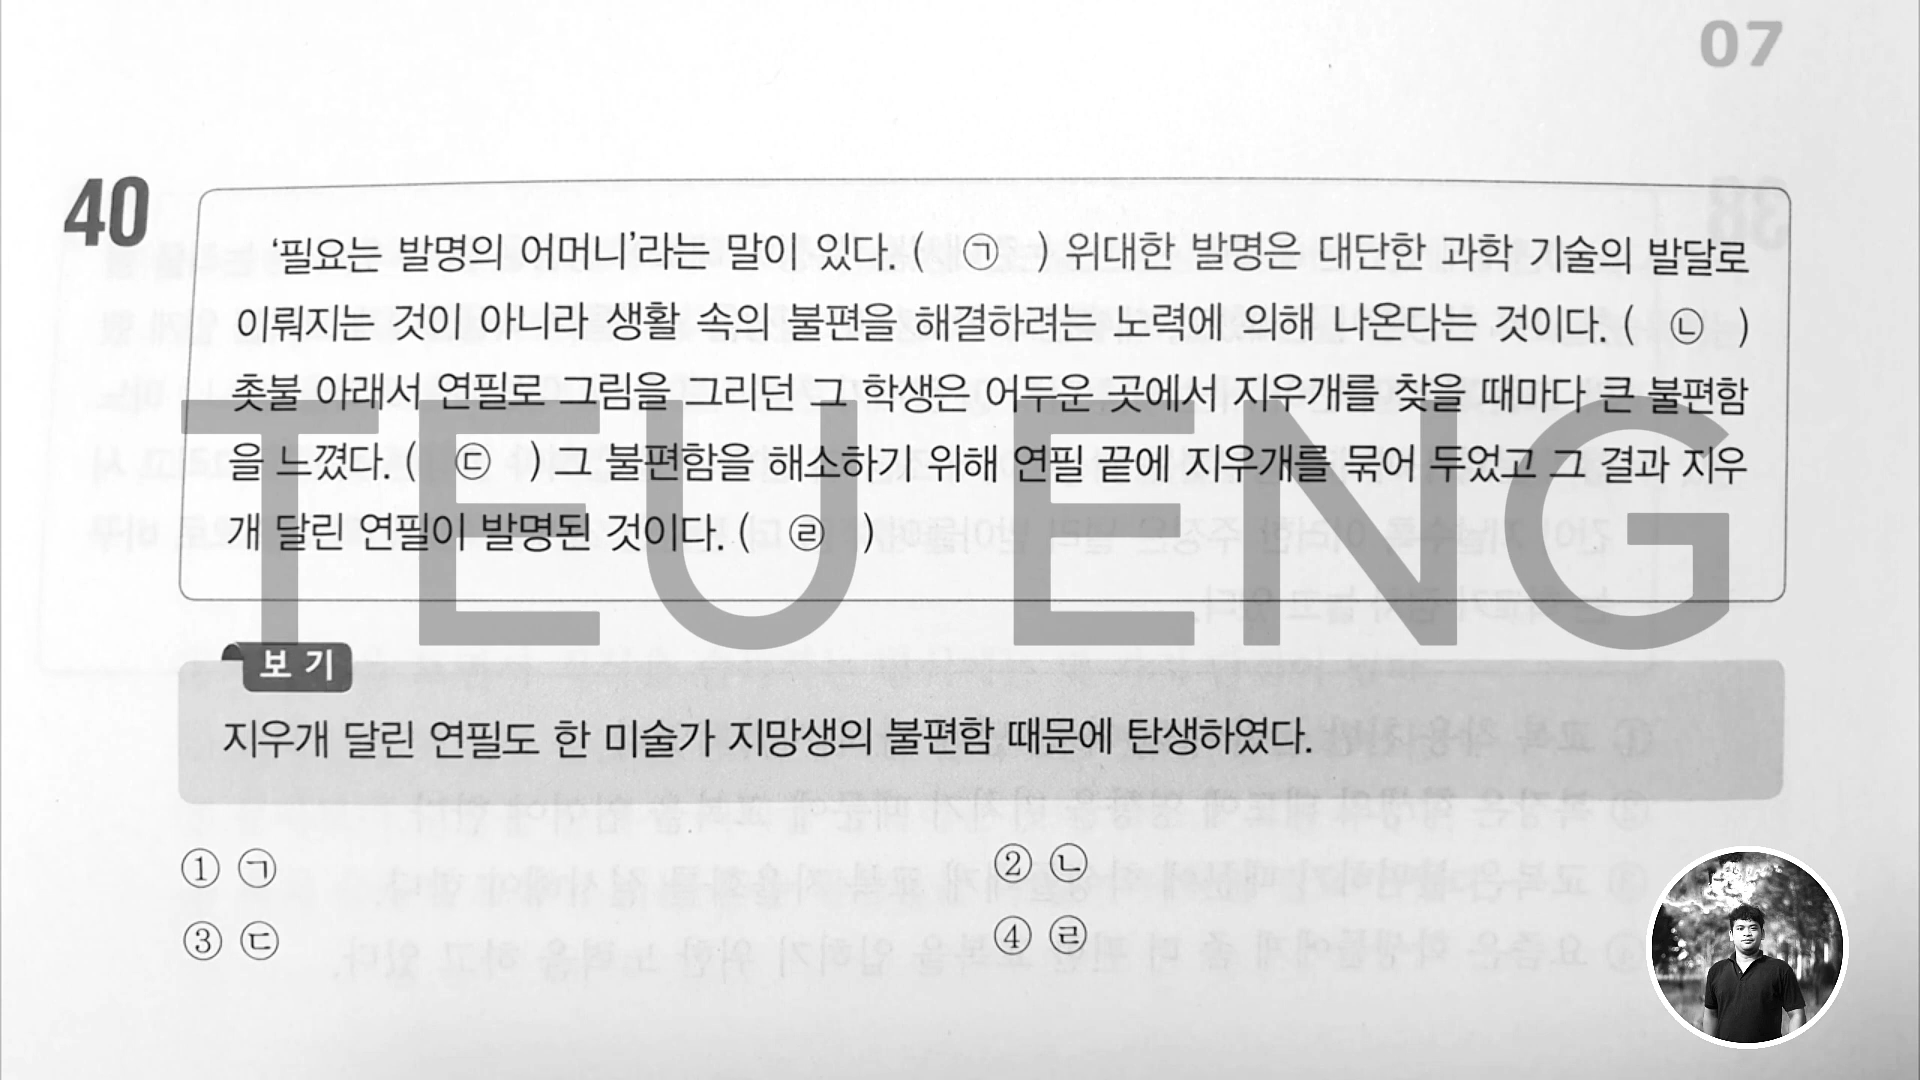 07
40
‘필요는 발명의 어머니’라는 말이 있다. ( ㉠ ) 위대한 발명은 대단한 과학 기술의 발달로
이뤄지는 것이 아니라 생활 속의 불편을 해결하려는 노력에 의해 나온다는 것이다. ( ㉡ )
촛불 아래서 연필로 그림을 그리던 그 학생은 어두운 곳에서 지우개를 찾을 때마다 큰 불편함
을 느꼈다. ( ㉢ ) 그 불편함을 해소하기 위해 연필 끝에 지우개를 묶어 두었고 그 결과 지우
개 달린 연필이 발명된 것이다. ( ㉣ )
TEU ENG
보기
지우개 달린 연필도 한 미술가 지망생의 불편함 때문에 탄생하였다.
① ㉠ ② ㉡
③ ㉢ ④ ㉣